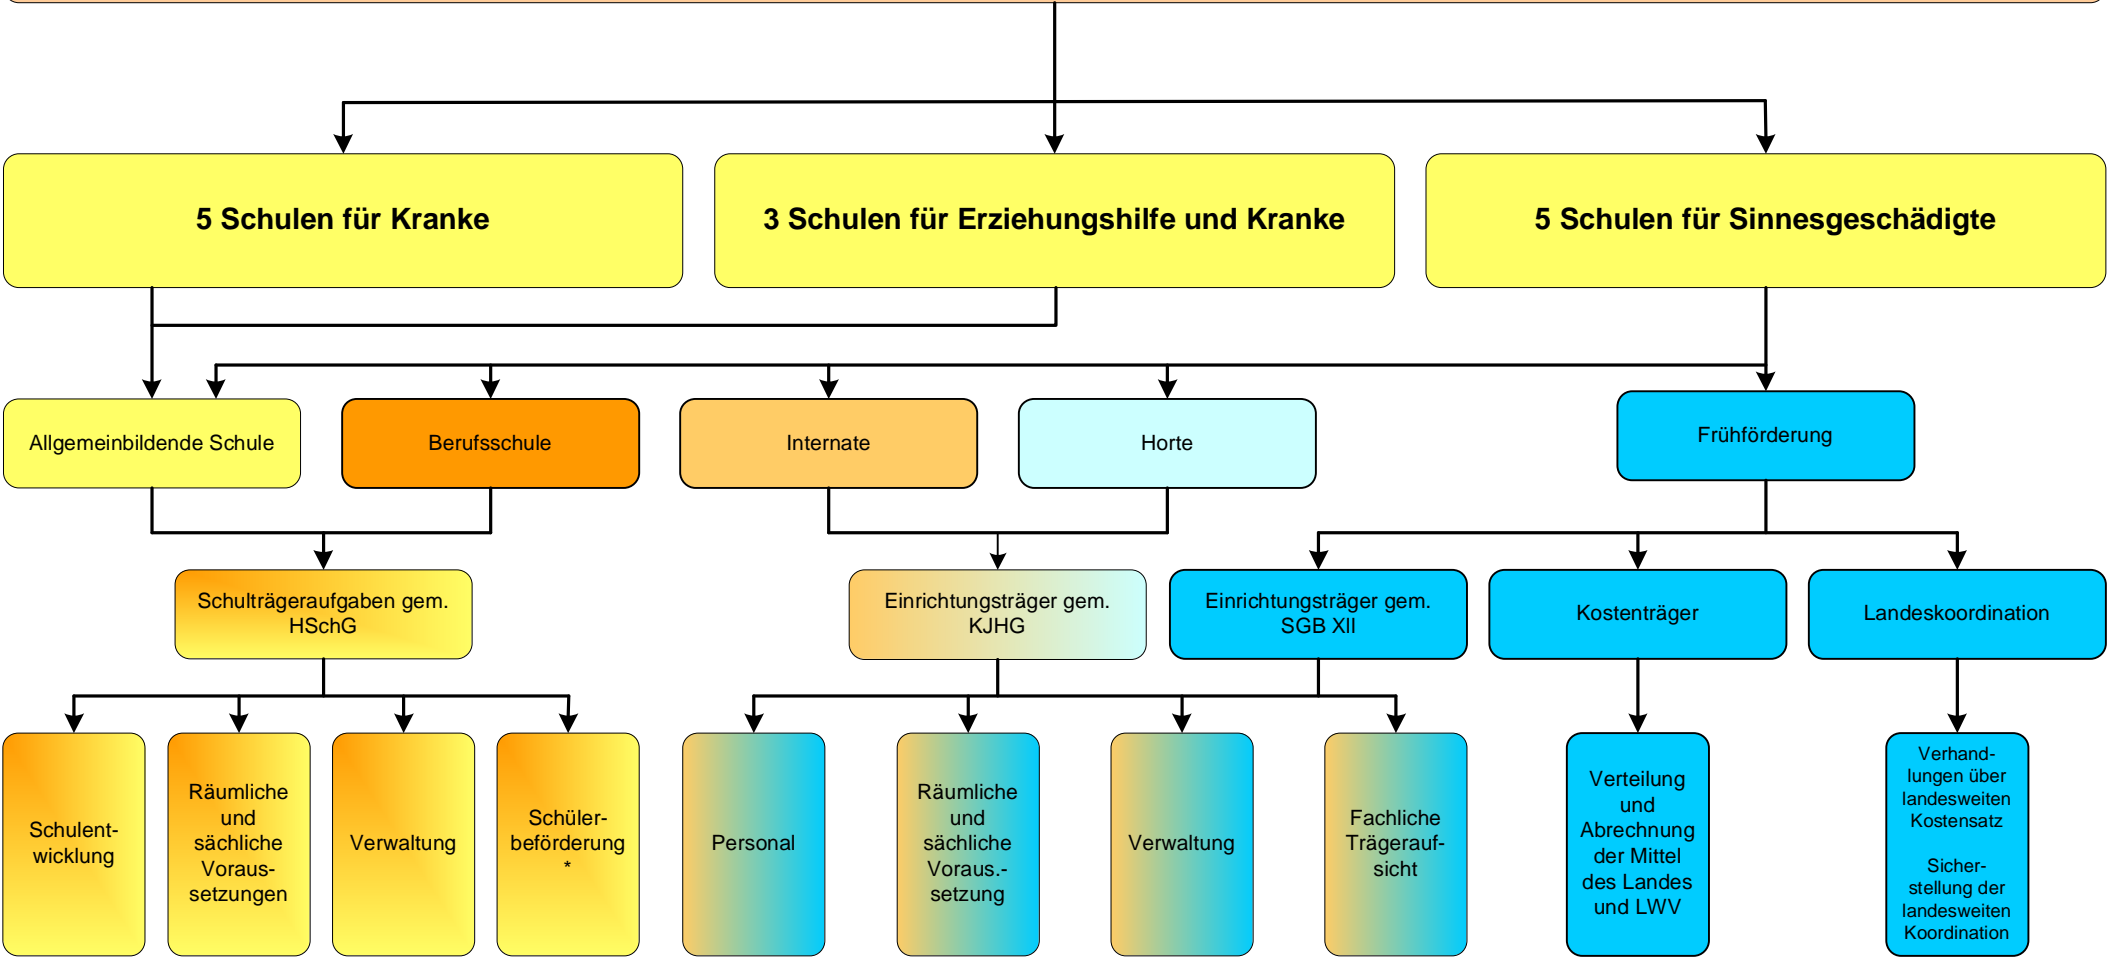 5 Schulen für Kranke
3 Schulen für Erziehungshilfe und Kranke
5 Schulen für Sinnesgeschädigte
Allgemeinbildende Schule
Berufsschule
Internate
Horte
Frühförderung
Schulträgeraufgaben gem.
HSchG
Einrichtungsträger gem.
KJHG
Einrichtungsträger gem.
SGB XII
Kostenträger
Landeskoordination
Schulent-
wicklung
Räumliche
und
sächliche
Voraus-
setzungen
Verwaltung
Schüler-
beförderung
*
Personal
Räumliche
und
sächliche
Voraus.-
setzung
Verwaltung
Fachliche
Trägerauf-
sicht
Verteilung
und
Abrechnung
der Mittel
des Landes
und LWV
Verhand-
lungen über
landesweiten
Kostensatz
Sicher-
stellung der
landesweiten
Koordination